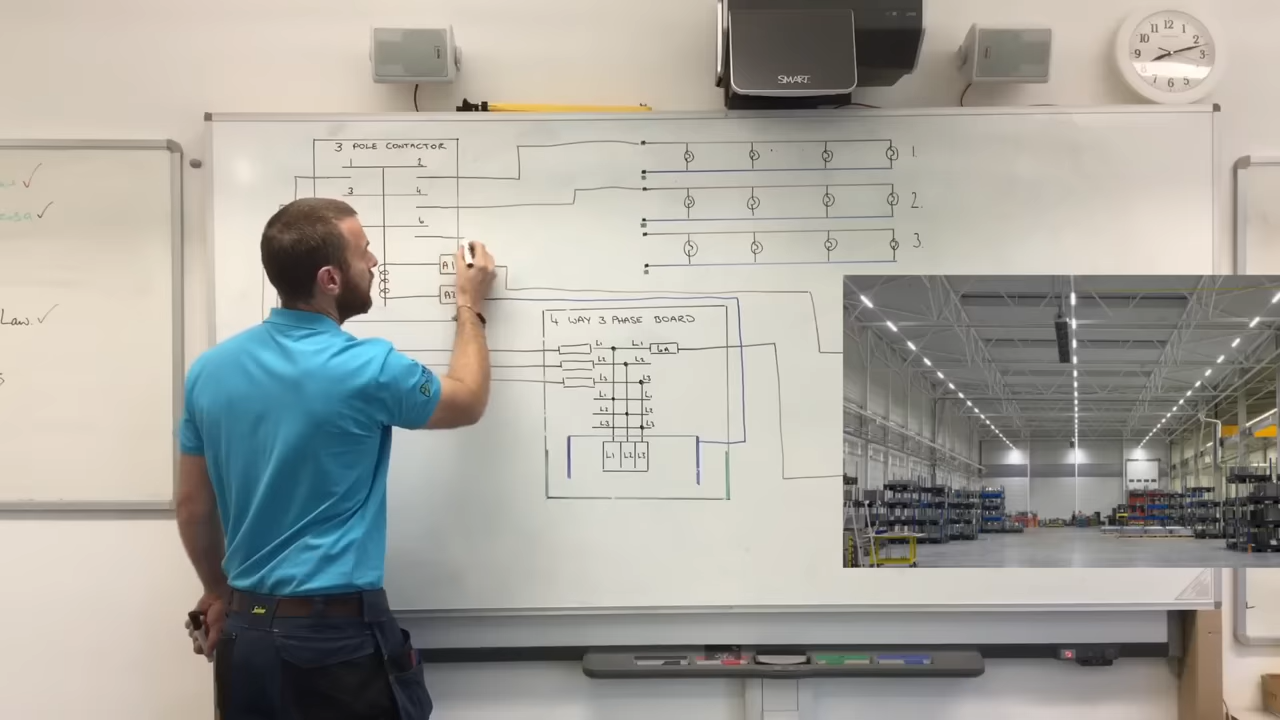 SMART
12
11
1
10
2
9
3
8
7
6
5
3 POLE CONTACTOR
1 2
3 4
6
A1
A2
1.
2.
3.
Law.
4 WAY 3 PHASE BOARD
L1 L1 6A
L2 L2
L3 L3
L1 L1
L2 L2
L3 L3
L1 L2 L3